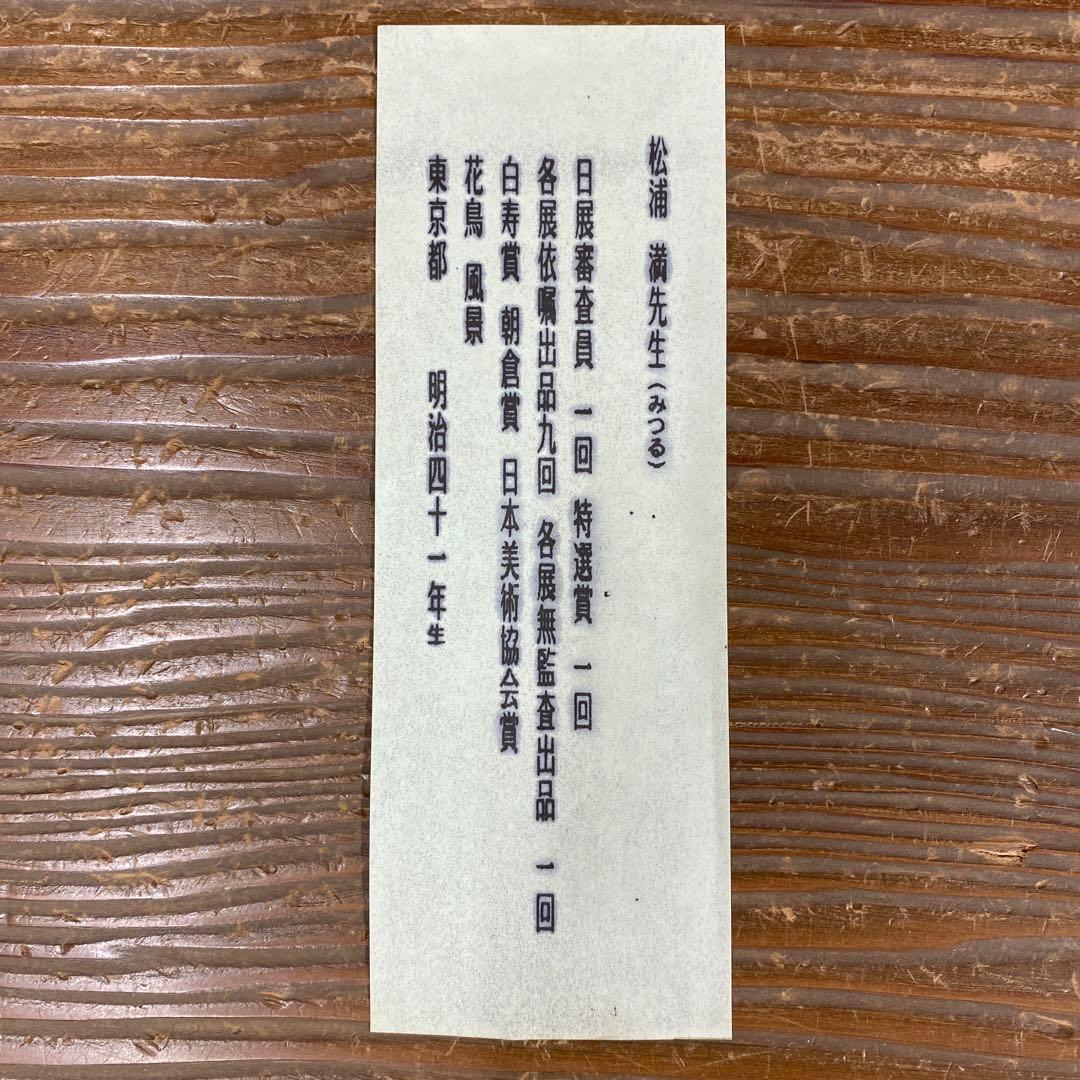 松浦　満先生（みつる）
日展審査員　一回　特選賞　一回
各展依嘱出品九回　各展無監査出品　一回
白寿賞　朝倉賞　日本美術協会賞
花鳥　風景
東京都　　明治四十一年生